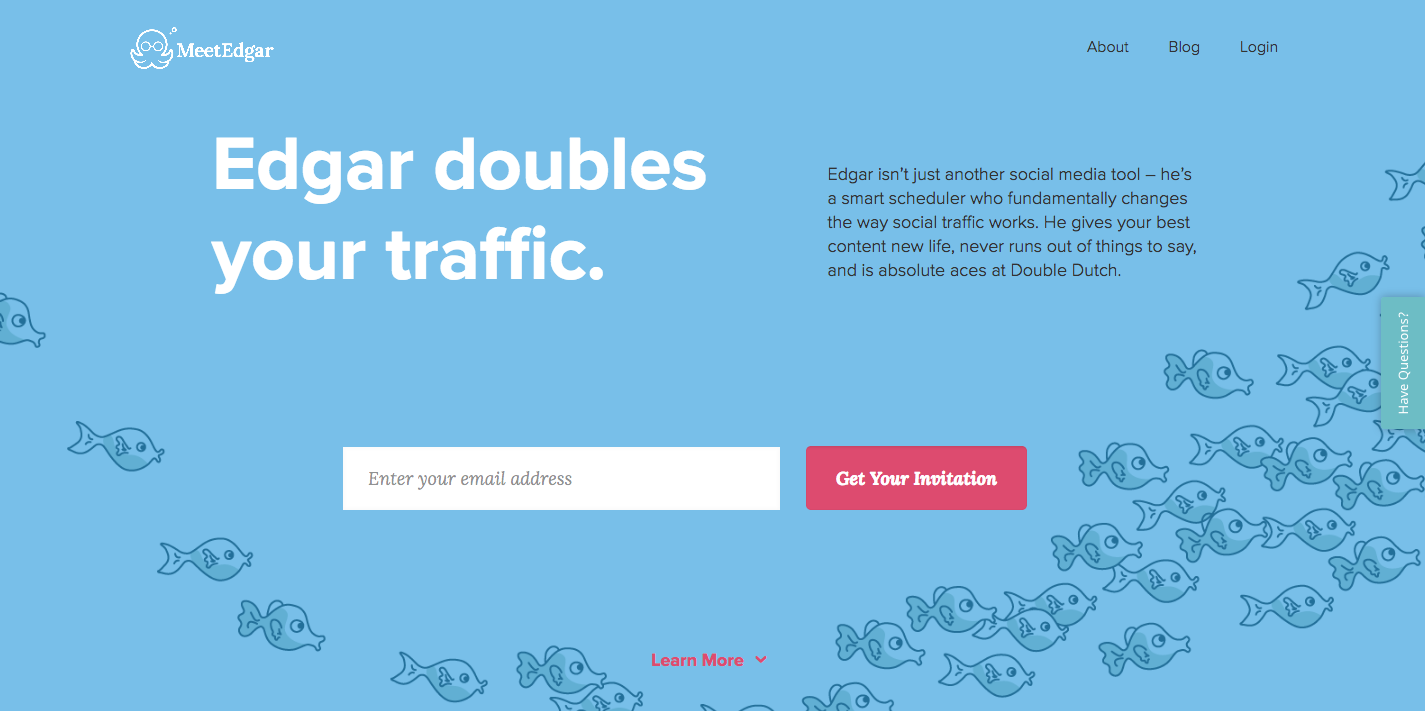 MeetEdgar
About
Blog
Login
Edgar doubles
your traffic.
Edgar isn't just another social media tool – he's
a smart scheduler who fundamentally changes
the way social traffic works. He gives your best
content new life, never runs out of things to say,
and is absolute aces at Double Dutch.
Have Questions?
Enter your email address
Get Your Invitation
Learn More